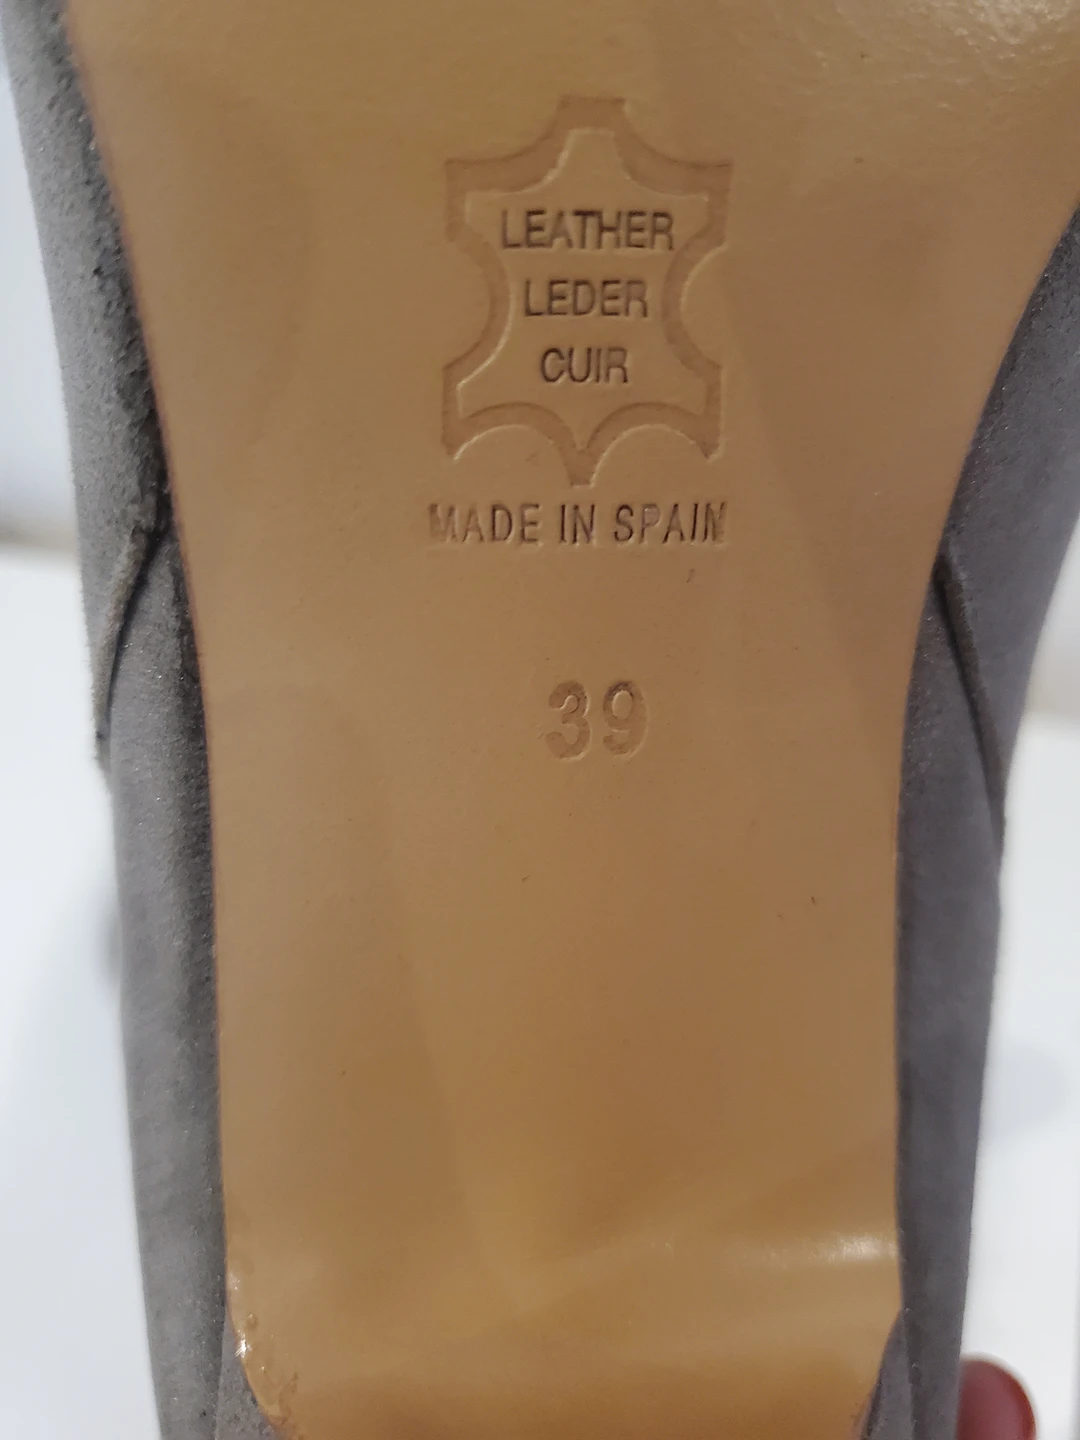 LEATHER
LEDER
CUIR
MADE IN SPAIN
39